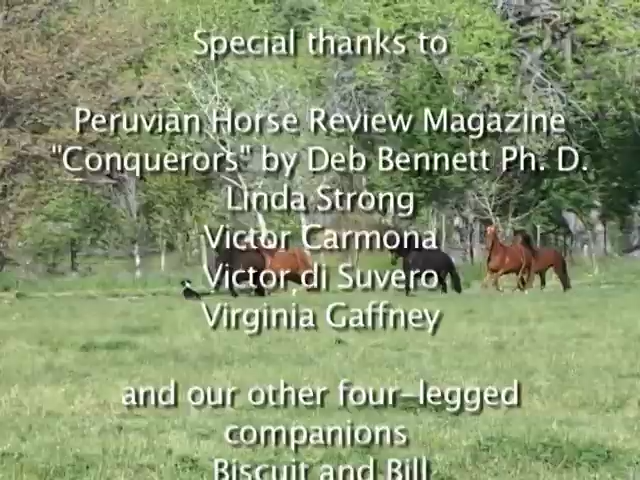 Special thanks to
Peruvian Horse Review Magazine
"Conquerors" by Deb Bennett Ph. D.
Linda Strong
Victor Carmona
Victor di Suvero
Virginia Gaffney
and our other four-legged
companions
Biscuit and Bill